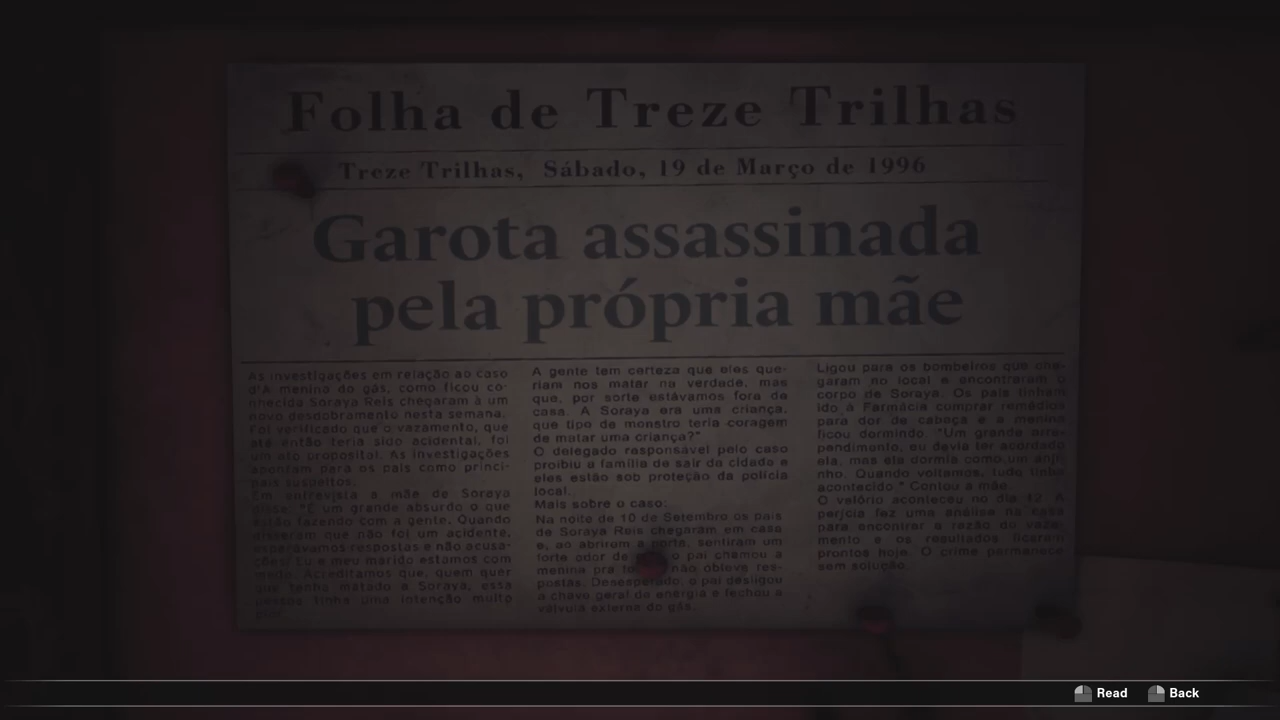 Folha de Treze Trilhas
Treze Trilhas, Sábado, 19 de Março de 1996
Garota assassinada
pela própria mãe
As investigações em relação ao caso
d'A menina do gás, como ficou co-
nhecida Soraya Reis chegaram à um
novo desdobramento nesta semana.
Foi verificado que o vazamento, que
até então teria sido acidental, foi
um ato proposital. As investigações
apontam para os pais como princi-
pais suspeitos.
Em entrevista a mãe de Soraya
disse: "É um grande absurdo o que
estão fazendo com a gente. Quando
disseram que não foi um acidente,
esperávamos respostas e não acusa-
ções! Eu e meu marido estamos com
medo. Acreditamos que, quem quer
que tenha matado a Soraya, essa
pessoa tinha uma intenção muito
pior.
A gente tem certeza que eles que-
riam nos matar na verdade, mas
que, por sorte estávamos fora de
casa. A Soraya era uma criança,
que tipo de monstro teria coragem
de matar uma criança?"
O delegado responsável pelo caso
proibiu a família de sair da cidade e
eles estão sob proteção da polícia
local.
Mais sobre o caso:
Na noite de 10 de Setembro os pais
de Soraya Reis chegaram em casa
e, ao abrirem a porta, sentiram um
forte odor de o pai chamou a
menina pra não obteve res-
postas. Desesperado, o pai desligou
a chave geral de energia e fechou a
válvula externa do gás.
Ligou para os bombeiros que che-
garam no local e encontraram o
corpo de Soraya. Os pais tinham
ido à Farmácia comprar remédios
para dor de cabeça e a menina
ficou dormindo. "Um grande arre-
pendimento, eu devia ter acordado
ela, mas ela dormia como um anji-
nho. Quando voltamos, tudo tinha
acontecido." Contou a mãe.
O velório aconteceu no dia 12. A
perícia fez uma análise na casa
para encontrar a razão do vaza-
mento e os resultados ficaram
prontos hoje. O crime permanece
sem solução.
Read
Back